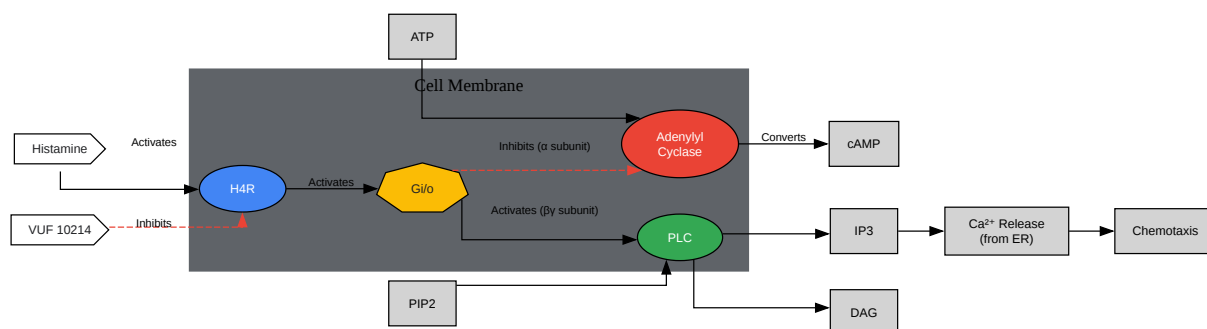 ATP
Cell Membrane
Histamine
Activates
Inhibits (α subunit)
Adenylyl
Cyclase
Converts
cAMP
H4R
Activates
Gi/o
VUF 10214
Inhibits
Activates (βγ subunit)
PLC
IP3
Ca²⁺ Release
(from ER)
Chemotaxis
PIP2
DAG